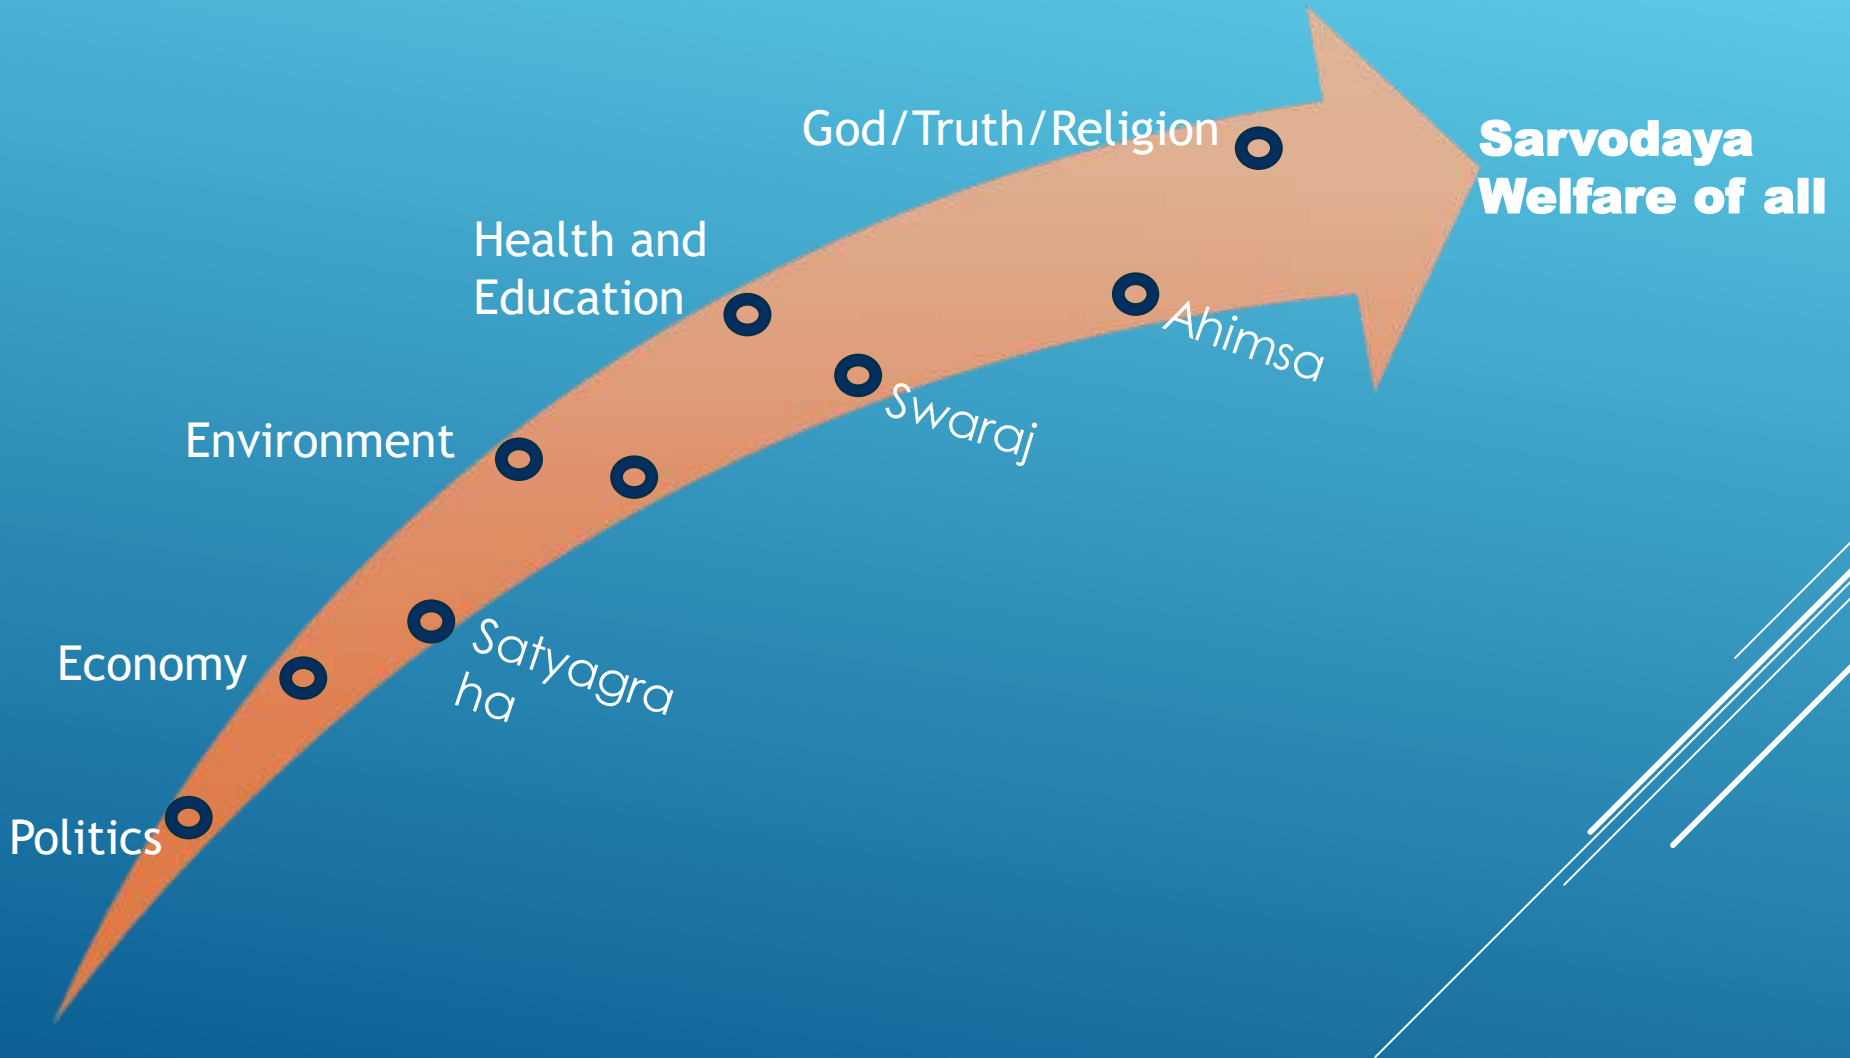 God/Truth/Religion
Sarvodaya
Welfare of all
Health and
Education
Ahimsa
Swaraj
Environment
Economy
Satyagra
ha
Politics